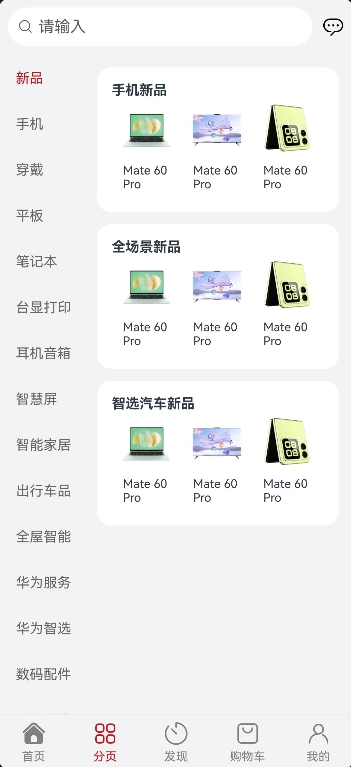 请输入
新品
手机
穿戴
平板
笔记本
台显打印
耳机音箱
智慧屏
智能家居
出行车品
全屋智能
华为服务
华为智选
数码配件
手机新品
Mate 60 Pro
Mate 60 Pro
Mate 60 Pro
全场景新品
Mate 60 Pro
Mate 60 Pro
Mate 60 Pro
智选汽车新品
Mate 60 Pro
Mate 60 Pro
Mate 60 Pro
首页
分页
发现
购物车
我的